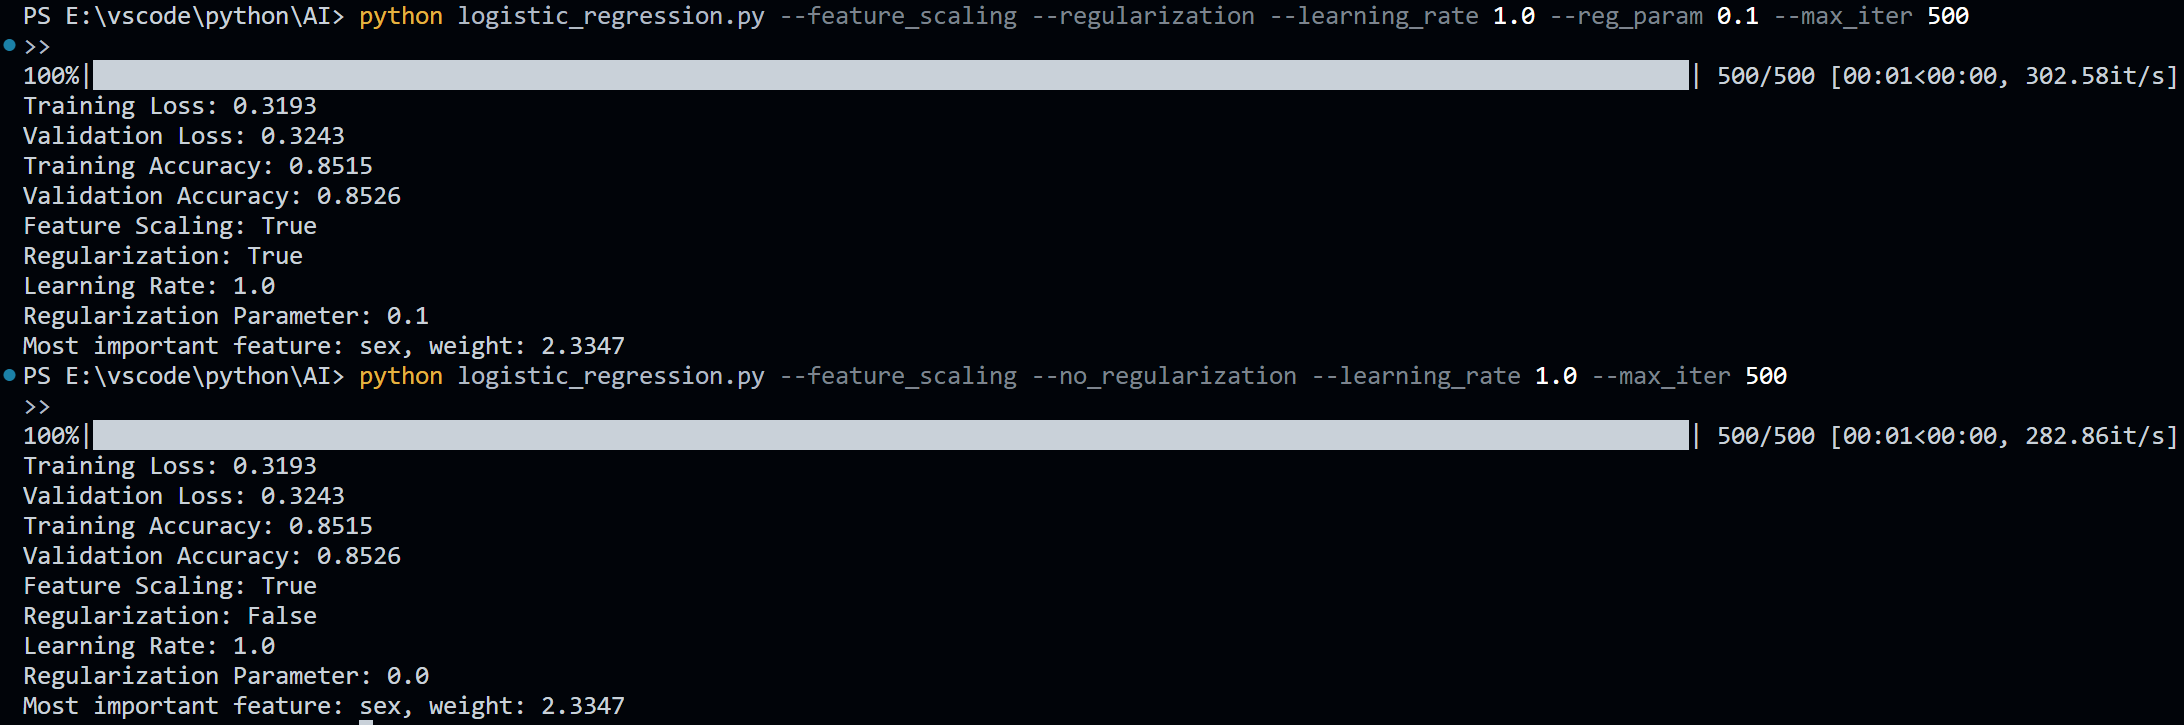 PS E:\vscode\python\AI> python logistic_regression.py --feature_scaling --regularization --learning_rate 1.0 --reg_param 0.1 --max_iter 500
>>
100%| | 500/500 [00:01<00:00, 302.58it/s]
Training Loss: 0.3193
Validation Loss: 0.3243
Training Accuracy: 0.8515
Validation Accuracy: 0.8526
Feature Scaling: True
Regularization: True
Learning Rate: 1.0
Regularization Parameter: 0.1
Most important feature: sex, weight: 2.3347
PS E:\vscode\python\AI> python logistic_regression.py --feature_scaling --no_regularization --learning_rate 1.0 --max_iter 500
>>
100%| | 500/500 [00:01<00:00, 282.86it/s]
Training Loss: 0.3193
Validation Loss: 0.3243
Training Accuracy: 0.8515
Validation Accuracy: 0.8526
Feature Scaling: True
Regularization: False
Learning Rate: 1.0
Regularization Parameter: 0.0
Most important feature: sex, weight: 2.3347